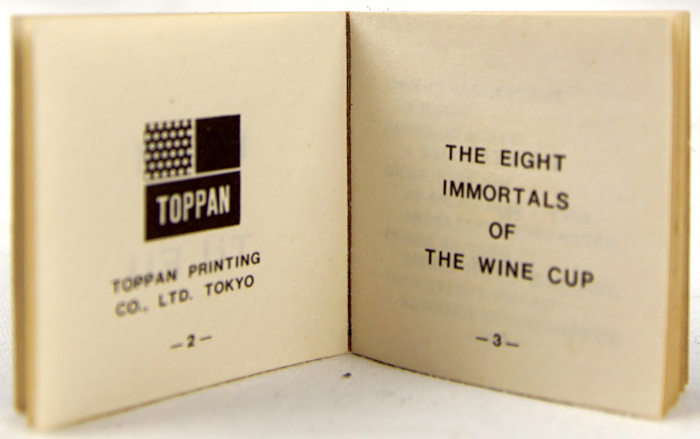 TOPPAN
TOPPAN PRINTING
CO., LTD. TOKYO
—2—
THE EIGHT
IMMORTALS
OF
THE WINE CUP
—3—